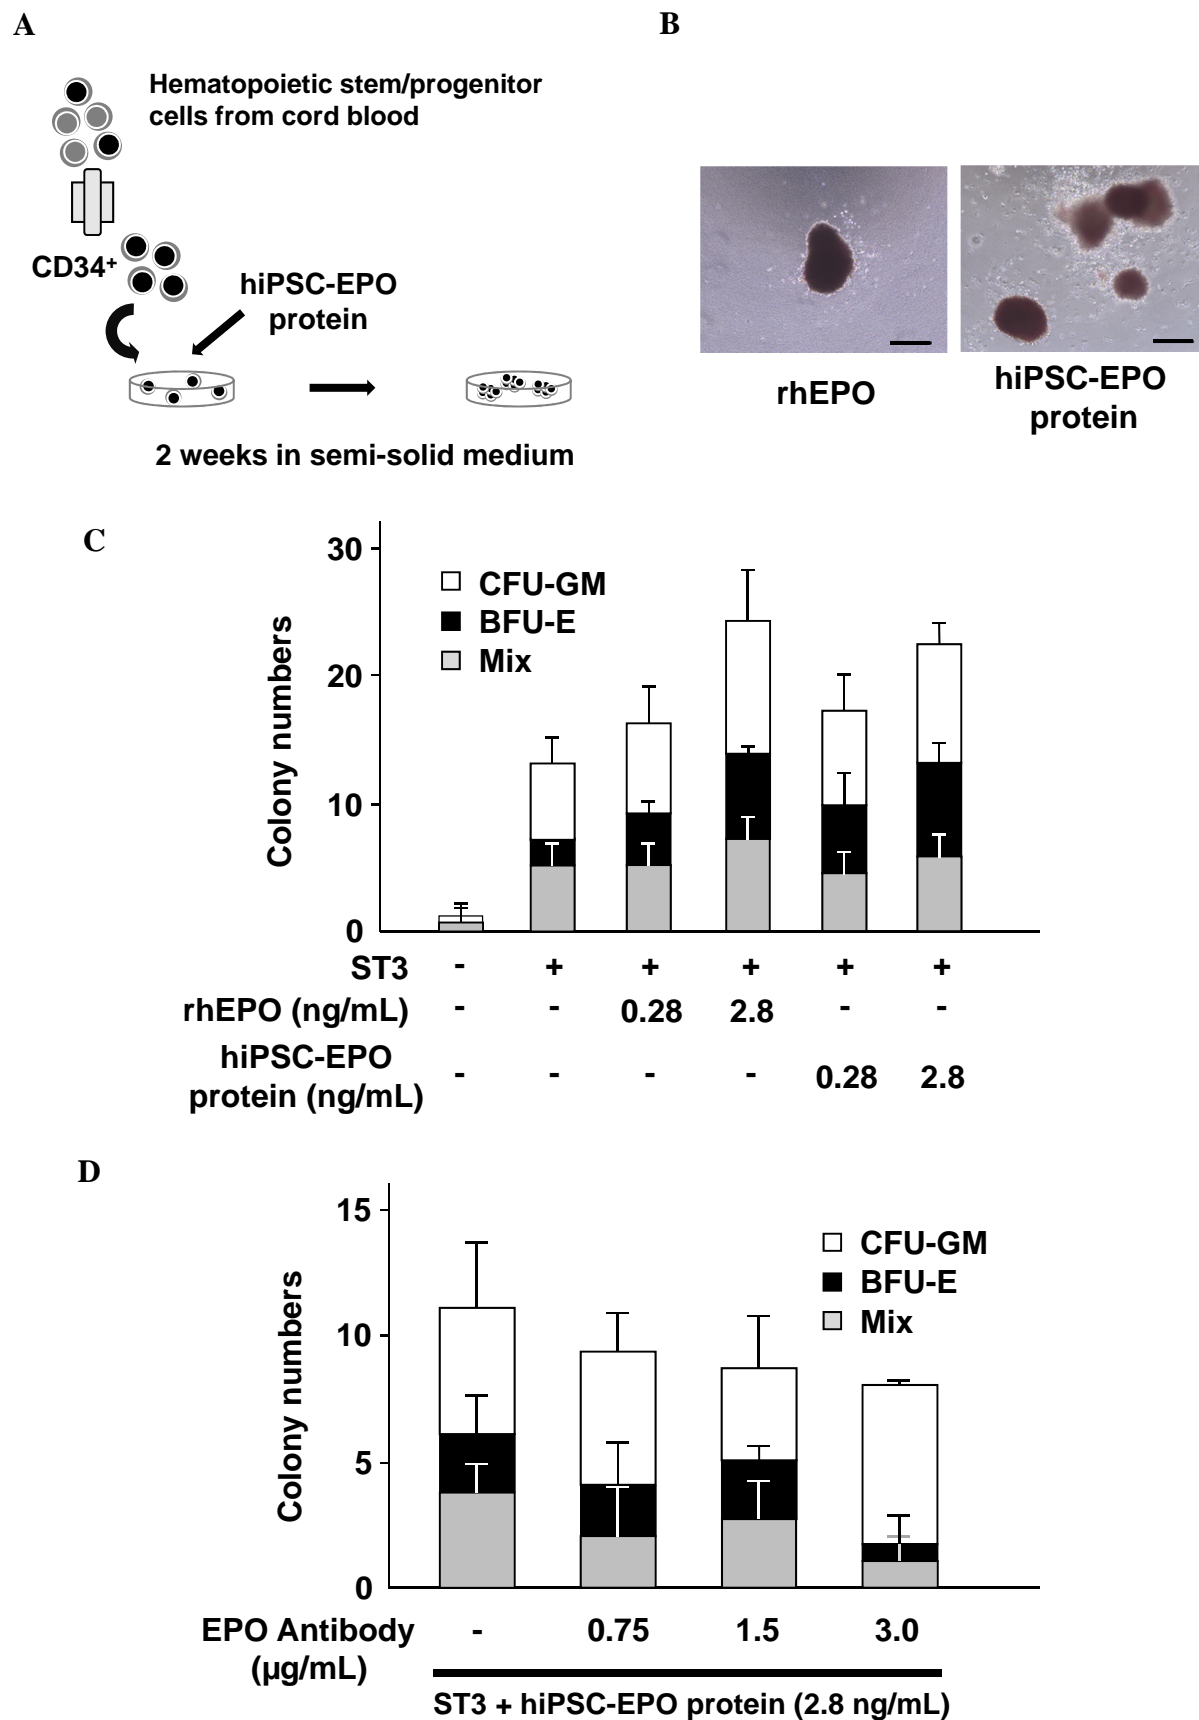 A
B
Hematopoietic stem/progenitor
cells from cord blood
CD34+
hiPSC-EPO
protein
2 weeks in semi-solid medium
rhEPO
hiPSC-EPO
protein
C
30
20
10
0
Colony numbers
CFU-GM
BFU-E
Mix
ST3 - + + + + +
rhEPO (ng/mL) - - 0.28 2.8 - -
hiPSC-EPO
protein (ng/mL) - - - - 0.28 2.8
D
15
10
5
0
Colony numbers
CFU-GM
BFU-E
Mix
EPO Antibody - 0.75 1.5 3.0
(µg/mL)
ST3 + hiPSC-EPO protein (2.8 ng/mL)